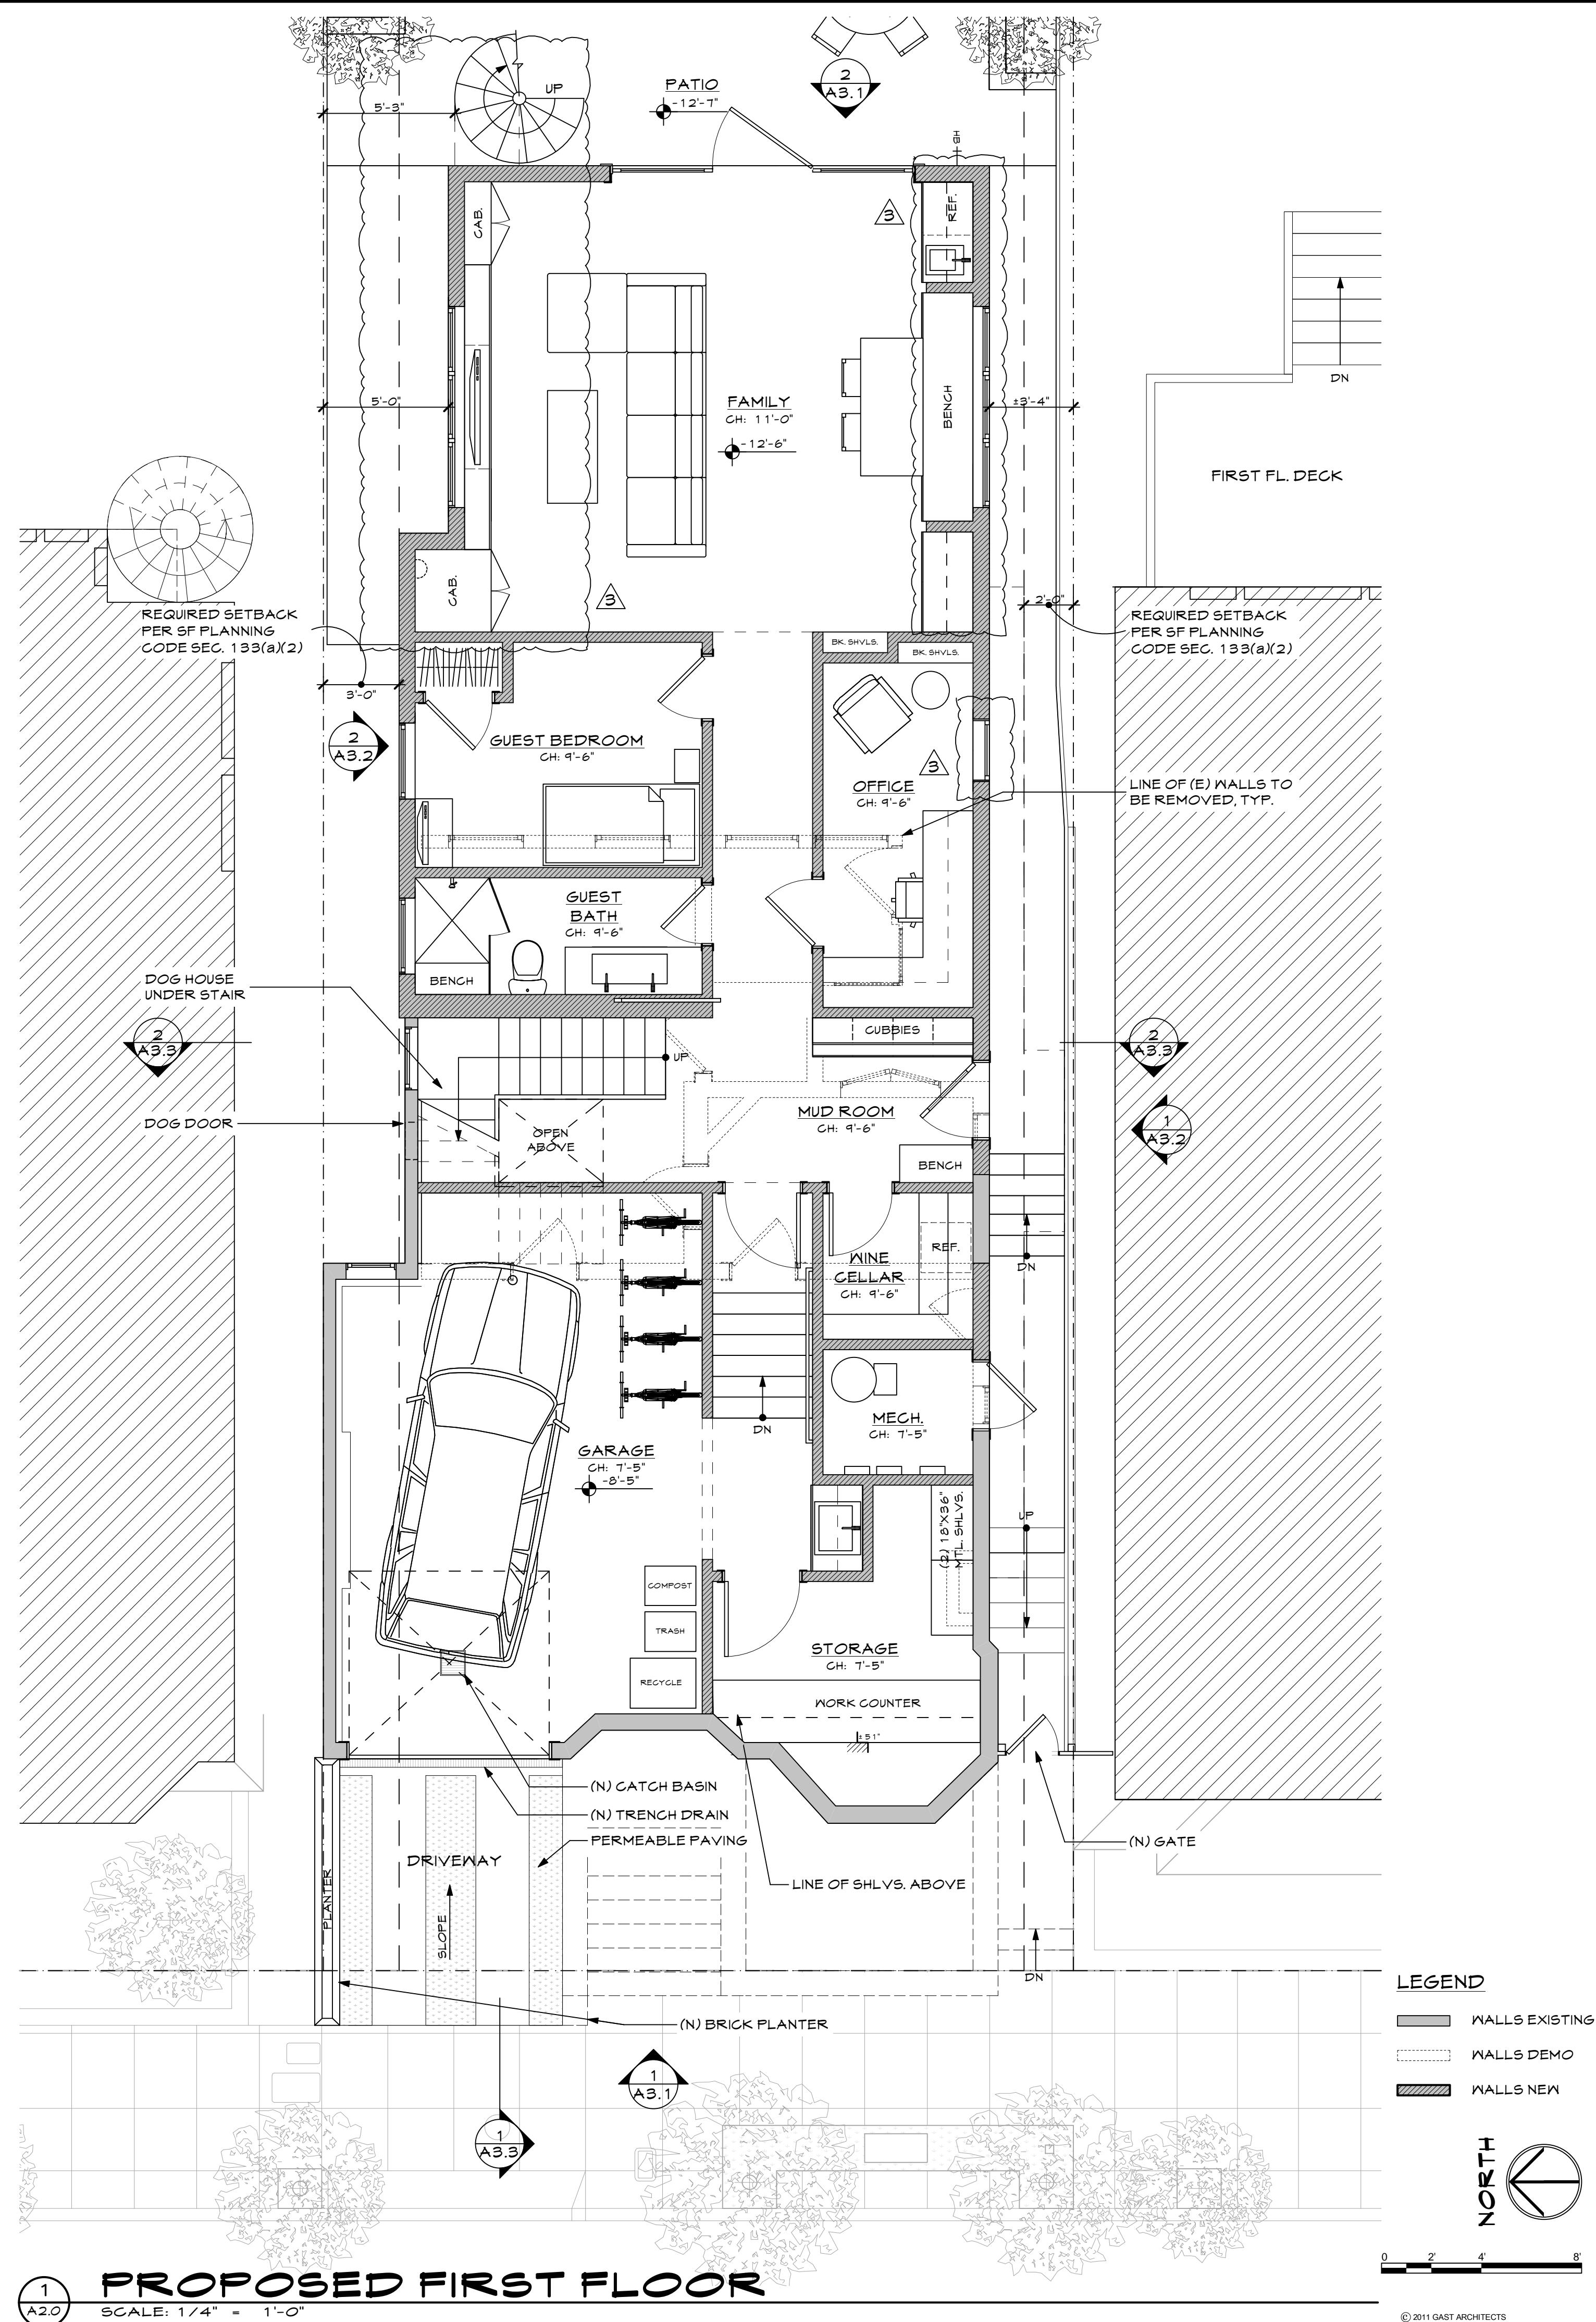 UP
5'-3"
PATIO
-12'-7"
2
A3.1
HB
CAB.
3
REF.
5'-0"
FAMILY
CH: 11'-0"
-12'-6"
BENCH
±3'-4"
DN
FIRST FL. DECK
CAB.
3
2'-0"
REQUIRED SETBACK
PER SF PLANNING
CODE SEC. 133(a)(2)
REQUIRED SETBACK
PER SF PLANNING
CODE SEC. 133(a)(2)
BK. SHVLS.
BK. SHVLS.
3'-0"
2
A3.2
GUEST BEDROOM
CH: 9'-6"
3
OFFICE
CH: 9'-6"
LINE OF (E) WALLS TO
BE REMOVED, TYP.
GUEST
BATH
CH: 9'-6"
BENCH
DOG HOUSE
UNDER STAIR
2
A3.3
CUBBIES
2
A3.3
UP
DOG DOOR
OPEN
ABOVE
MUD ROOM
CH: 9'-6"
1
A3.2
BENCH
WINE
CELLAR
CH: 9'-6"
REF.
DN
MECH.
CH: 7'-5"
DN
GARAGE
CH: 7'-5"
-8'-5"
(2) 18"X36"
MTL. SHLVS.
UP
COMPOST
TRASH
RECYCLE
STORAGE
CH: 7'-5"
WORK COUNTER
±51"
(N) CATCH BASIN
(N) TRENCH DRAIN
PERMEABLE PAVING
(N) GATE
DRIVEWAY
LINE OF SHLVS. ABOVE
PLANTER
SLOPE
DN
(N) BRICK PLANTER
LEGEND
WALLS EXISTING
WALLS DEMO
WALLS NEW
1
A3.1
1
A3.3
NORTH
0 2' 4' 8'
1
A2.0
PROPOSED FIRST FLOOR
SCALE: 1/4" = 1'-0"
© 2011 GAST ARCHITECTS